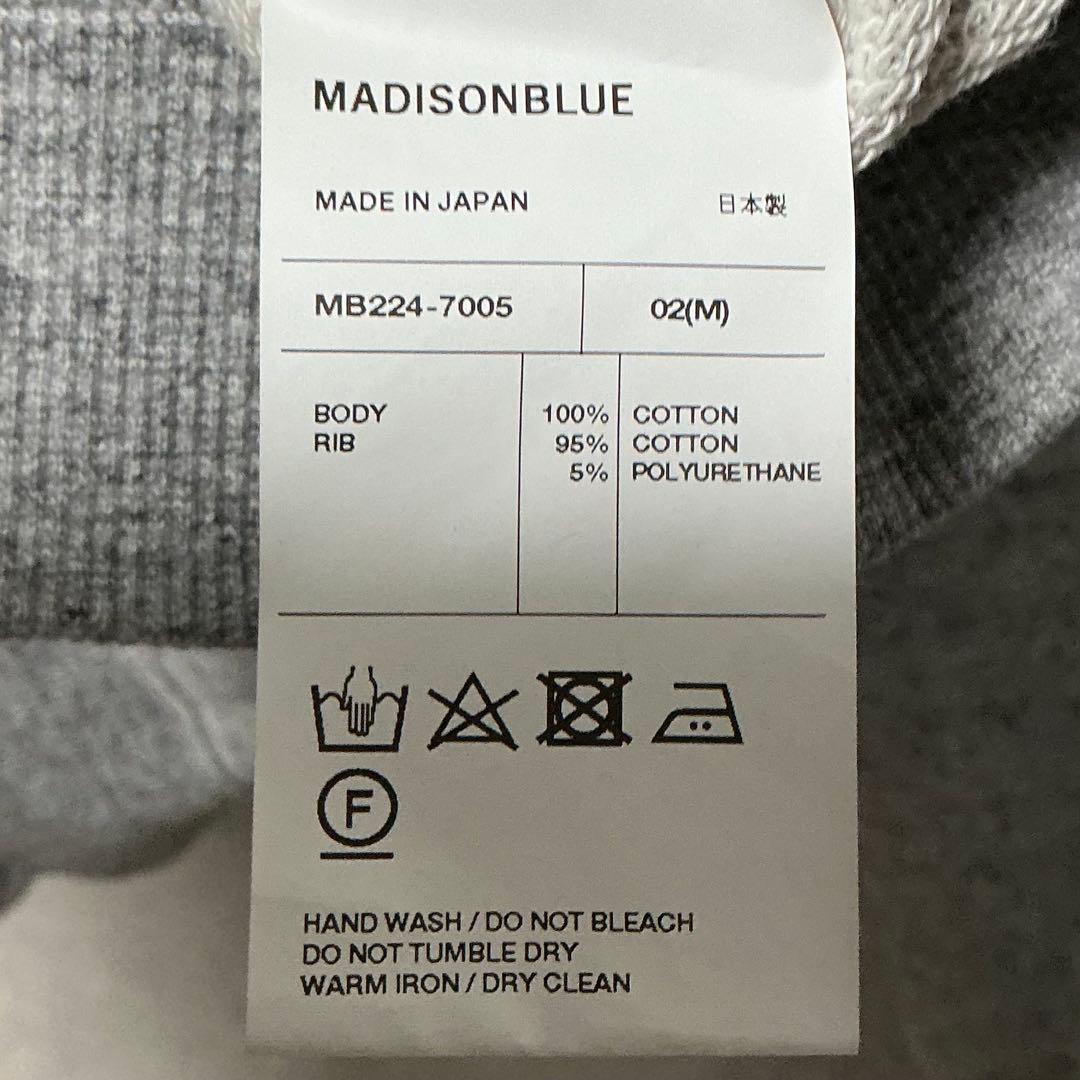 MADISONBLUE
MADE IN JAPAN 日本製
MB224-7005 02(M)
BODY 100% COTTON
RIB 95% COTTON
5% POLYURETHANE
F
HAND WASH / DO NOT BLEACH
DO NOT TUMBLE DRY
WARM IRON / DRY CLEAN